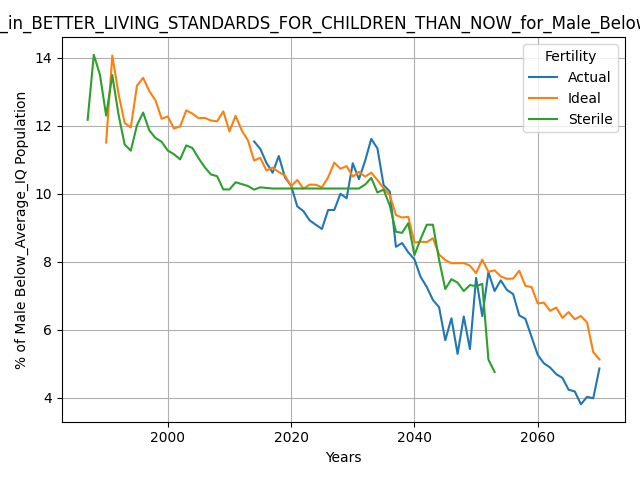 _in_BETTER_LIVING_STANDARDS_FOR_CHILDREN_THAN_NOW_for_Male_Below
Fertility
Actual
Ideal
Sterile
% of Male Below_Average_IQ Population
14
12
10
8
6
4
2000 2020 2040 2060
Years